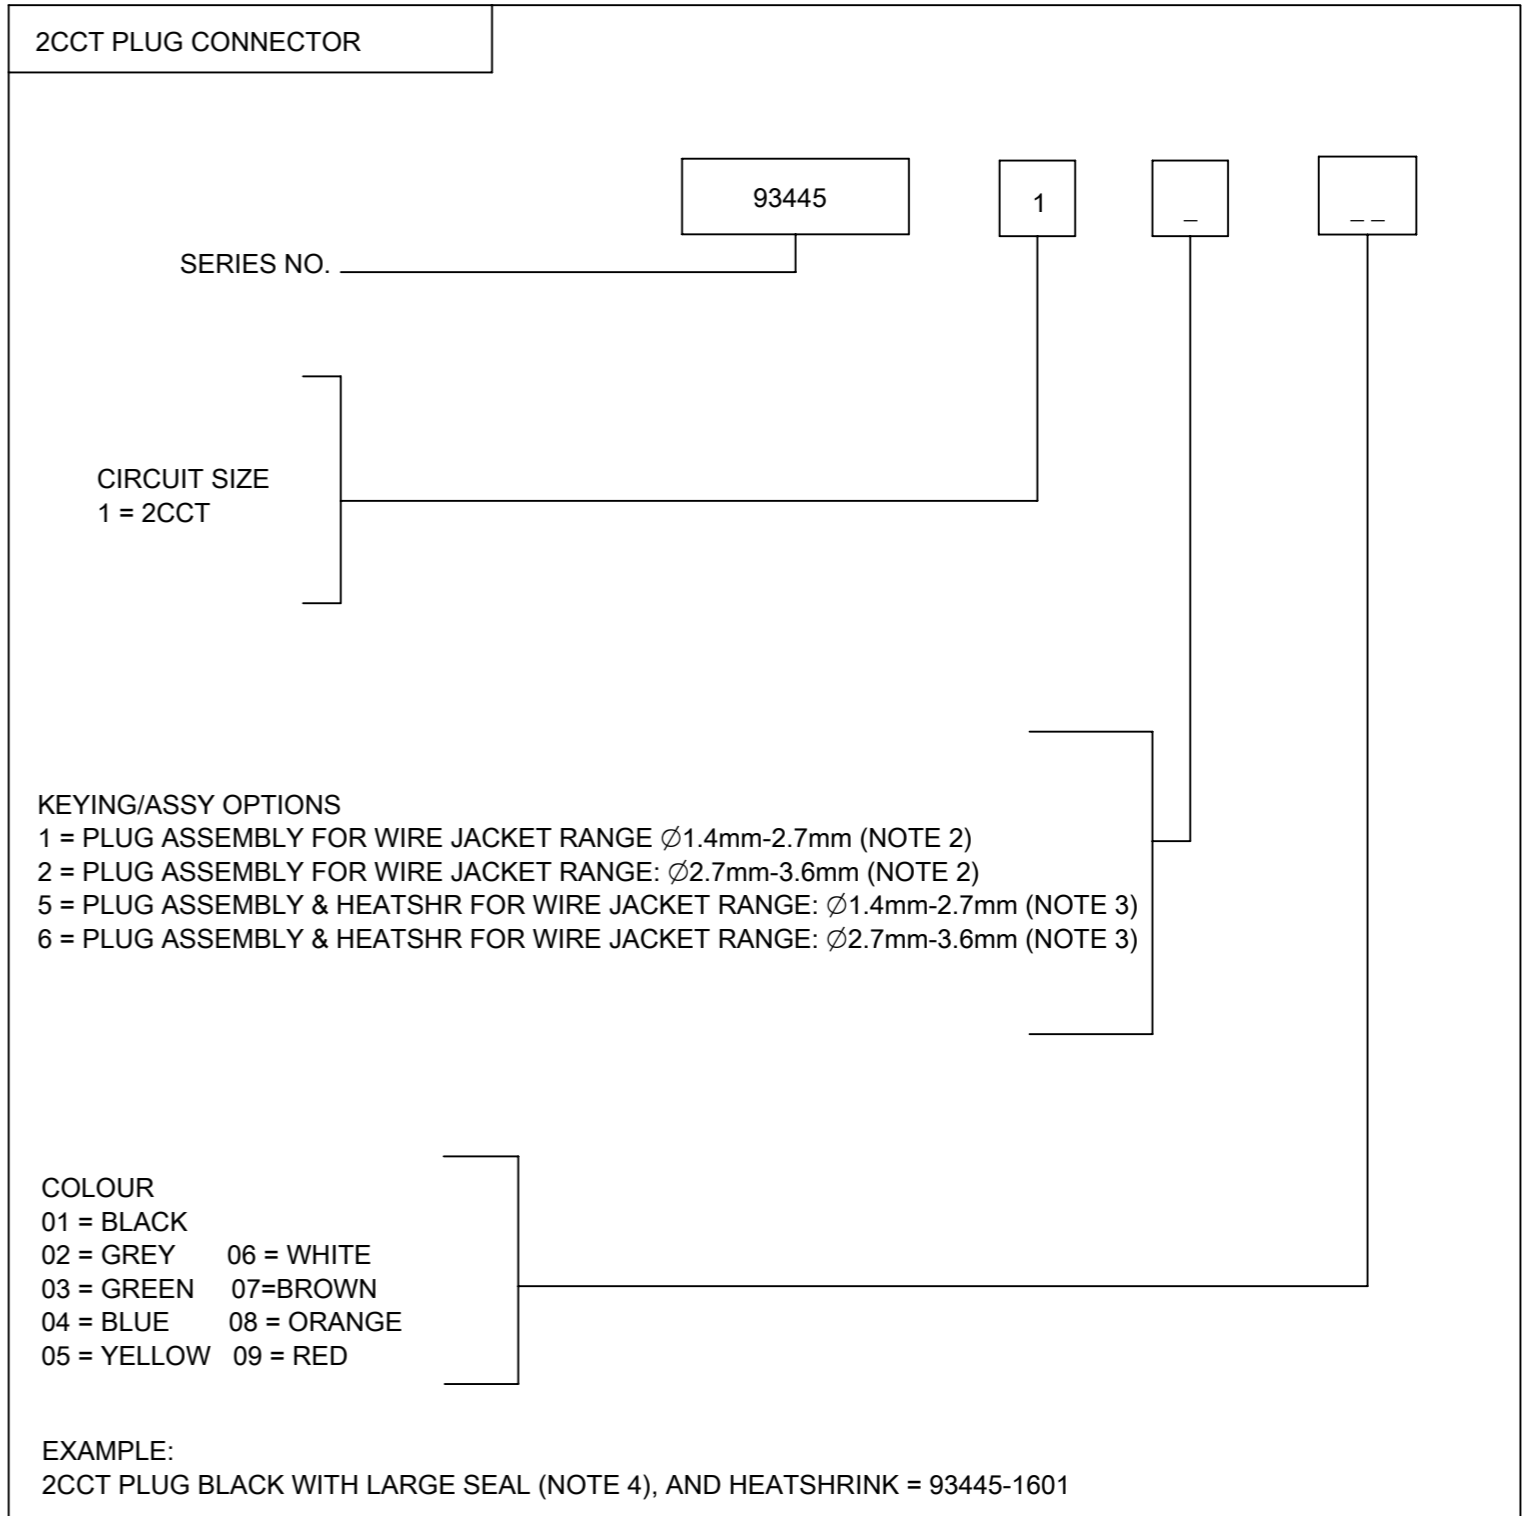 2CCT PLUG CONNECTOR
93445 1 _ _ _
SERIES NO.
CIRCUIT SIZE
1 = 2CCT
KEYING/ASSY OPTIONS
1 = PLUG ASSEMBLY FOR WIRE JACKET RANGE ∅1.4mm-2.7mm (NOTE 2)
2 = PLUG ASSEMBLY FOR WIRE JACKET RANGE: ∅2.7mm-3.6mm (NOTE 2)
5 = PLUG ASSEMBLY & HEATSHR FOR WIRE JACKET RANGE: ∅1.4mm-2.7mm (NOTE 3)
6 = PLUG ASSEMBLY & HEATSHR FOR WIRE JACKET RANGE: ∅2.7mm-3.6mm (NOTE 3)
COLOUR
01 = BLACK
02 = GREY 06 = WHITE
03 = GREEN 07=BROWN
04 = BLUE 08 = ORANGE
05 = YELLOW 09 = RED
EXAMPLE:
2CCT PLUG BLACK WITH LARGE SEAL (NOTE 4), AND HEATSHRINK = 93445-1601